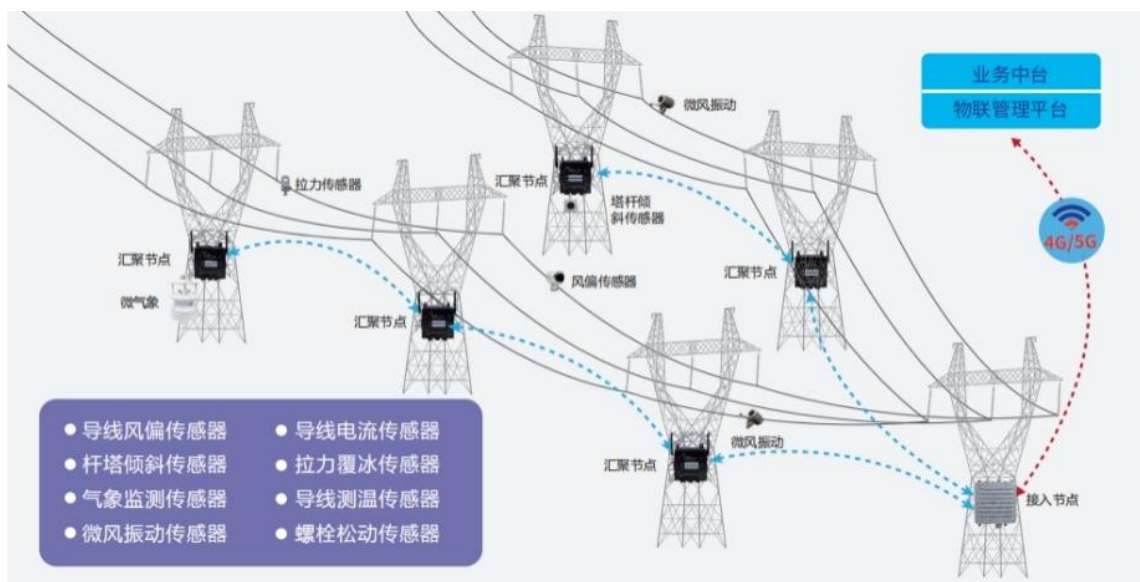 业务中台
物联管理平台
微风振动
汇聚节点
塔杆倾
斜传感器
拉力传感器
4G/5G
汇聚节点
汇聚节点
风偏传感器
微气象
汇聚节点
微风振动
汇聚节点
接入节点
导线风偏传感器
杆塔倾斜传感器
气象监测传感器
微风振动传感器
导线电流传感器
拉力覆冰传感器
导线测温传感器
螺栓松动传感器